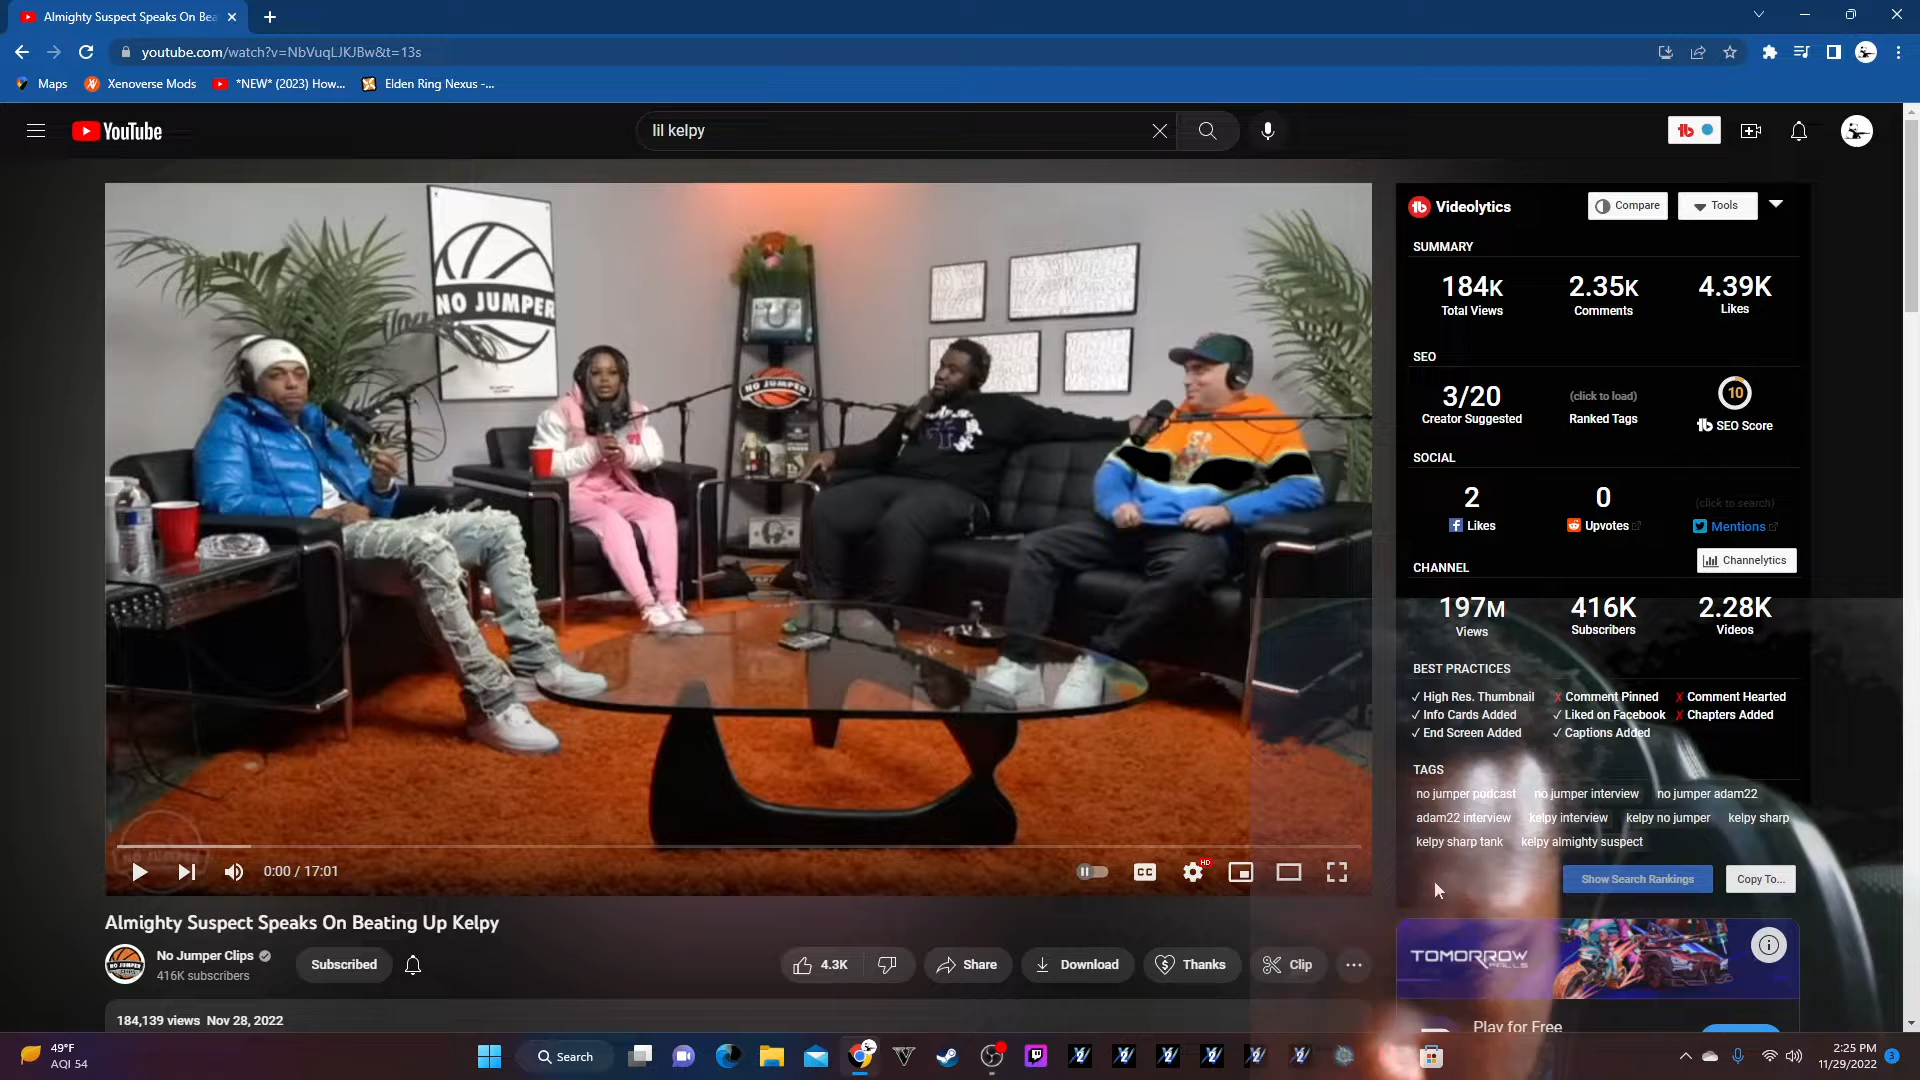 Almighty Suspect Speaks On Bea
youtube.com/watch?v=NbVuqLJKJBw&t=13s
Maps
Xenoverse Mods
*NEW* (2023) How...
Elden Ring Nexus -...
YouTube
lil kelpy
NO JUMPER
NO JUMPER
Videolytics
Compare
Tools
SUMMARY
184K
2.35K
4.39K
Total Views
Comments
Likes
SEO
3/20
(click to load)
10
Creator Suggested
Ranked Tags
tb SEO Score
SOCIAL
2
0
(click to search)
Likes
Upvotes
Mentions
CHANNEL
Channelytics
197M
416K
2.28K
Views
Subscribers
Videos
BEST PRACTICES
✓ High Res. Thumbnail
✗ Comment Pinned
✗ Comment Hearted
✓ Info Cards Added
✓ Liked on Facebook
✗ Chapters Added
✓ End Screen Added
✓ Captions Added
TAGS
no jumper podcast
no jumper interview
no jumper adam22
adam22 interview
kelpy interview
kelpy no jumper
kelpy sharp
kelpy sharp tank
kelpy almighty suspect
Show Search Rankings
Copy To...
0:00 / 17:01
CC
HD
Almighty Suspect Speaks On Beating Up Kelpy
No Jumper Clips
416K subscribers
Subscribed
4.3K
Share
Download
Thanks
Clip
...
TOMORROW
FALLS
Play for Free
184,139 views Nov 28, 2022
49°F
AQI 54
Search
2:25 PM
11/29/2022
3